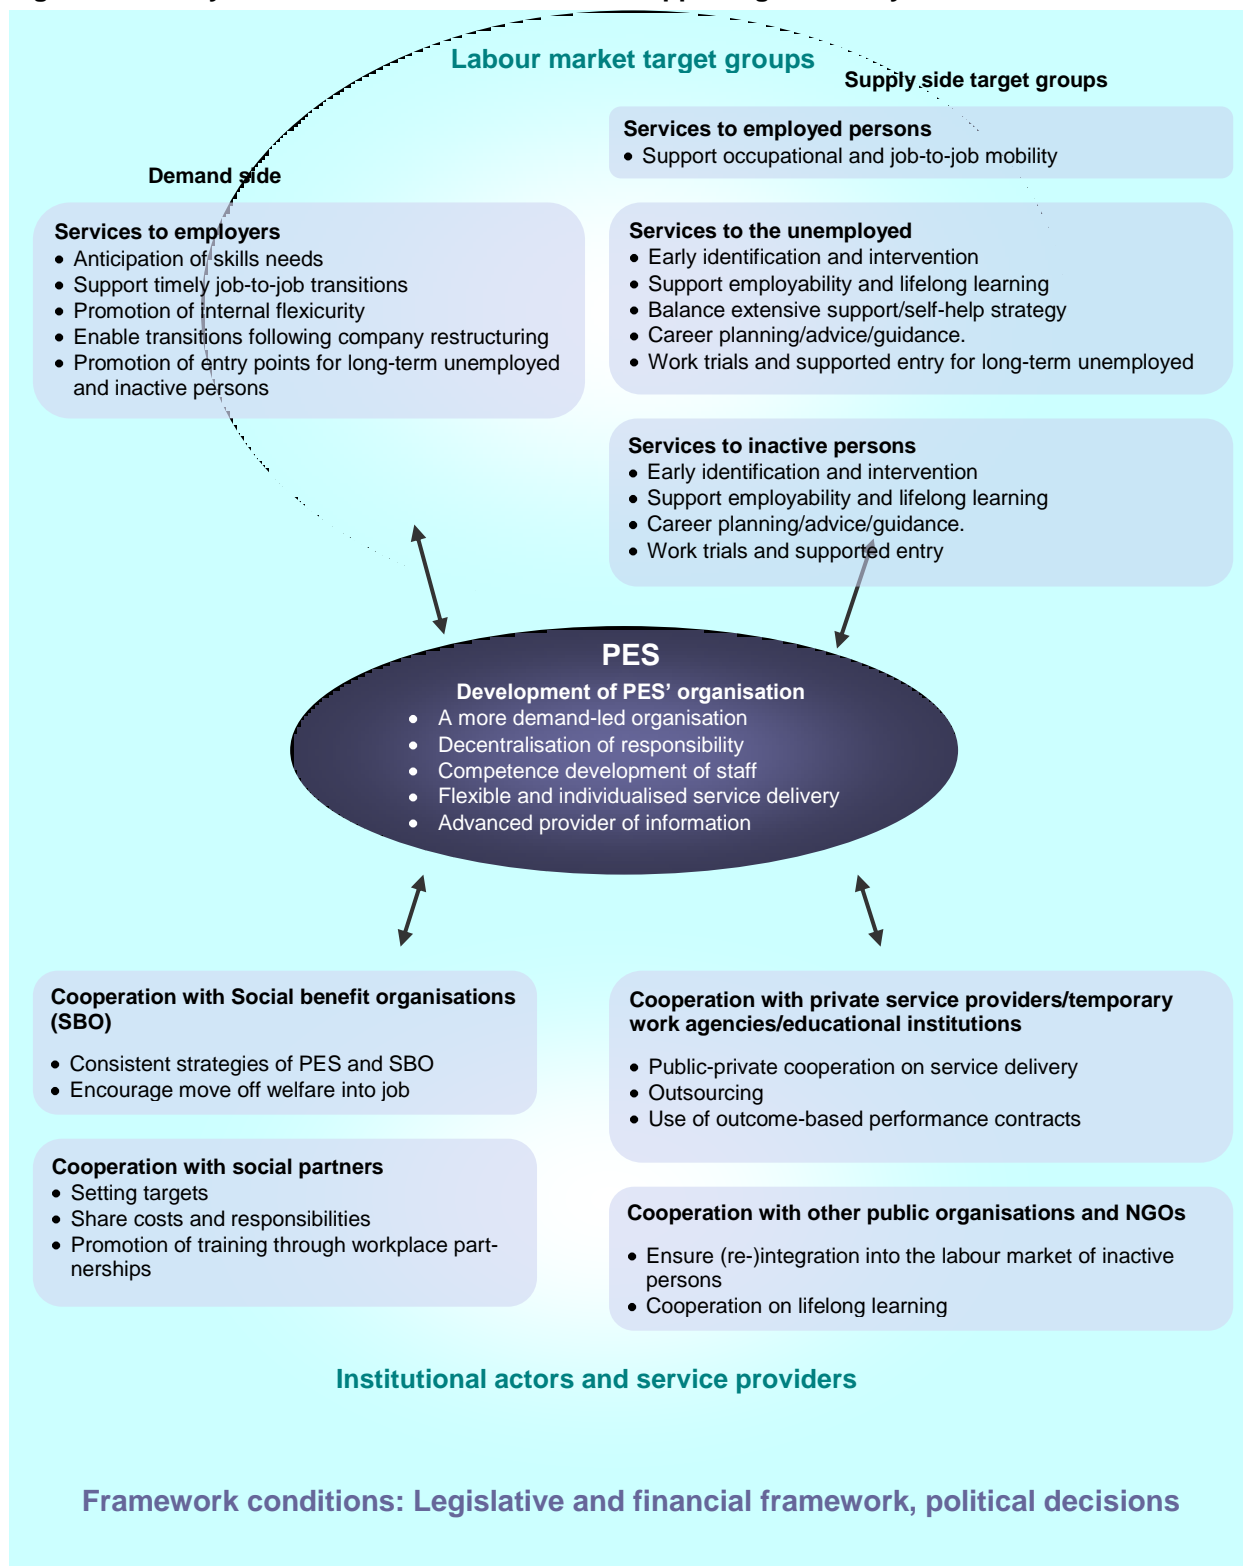 Labour market target groups
Supply side target groups
Services to employed persons
• Support occupational and job-to-job mobility
Demand side
Services to employers
• Anticipation of skills needs
• Support timely job-to-job transitions
• Promotion of internal flexicurity
• Enable transitions following company restructuring
• Promotion of entry points for long-term unemployed
and inactive persons
Services to the unemployed
• Early identification and intervention
• Support employability and lifelong learning
• Balance extensive support/self-help strategy
• Career planning/advice/guidance.
• Work trials and supported entry for long-term unemployed
Services to inactive persons
• Early identification and intervention
• Support employability and lifelong learning
• Career planning/advice/guidance.
• Work trials and supported entry
PES
Development of PES’ organisation
• A more demand-led organisation
• Decentralisation of responsibility
• Competence development of staff
• Flexible and individualised service delivery
• Advanced provider of information
Cooperation with Social benefit organisations
(SBO)
• Consistent strategies of PES and SBO
• Encourage move off welfare into job
Cooperation with social partners
• Setting targets
• Share costs and responsibilities
• Promotion of training through workplace part-
nerships
Cooperation with private service providers/temporary
work agencies/educational institutions
• Public-private cooperation on service delivery
• Outsourcing
• Use of outcome-based performance contracts
Cooperation with other public organisations and NGOs
• Ensure (re-)integration into the labour market of inactive
persons
• Cooperation on lifelong learning
Institutional actors and service providers
Framework conditions: Legislative and financial framework, political decisions